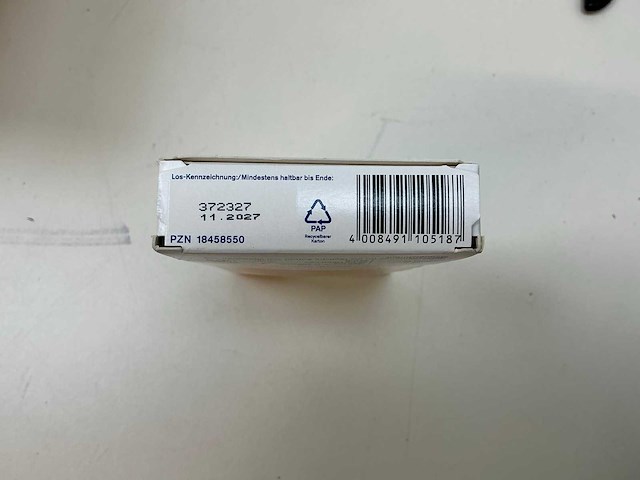 Los-Kennzeichnung:/Mindestens haltbar bis Ende:
372327
11.2027
PAP
Recycelbarer
Karton
PZN 18458550
4 008491 105187